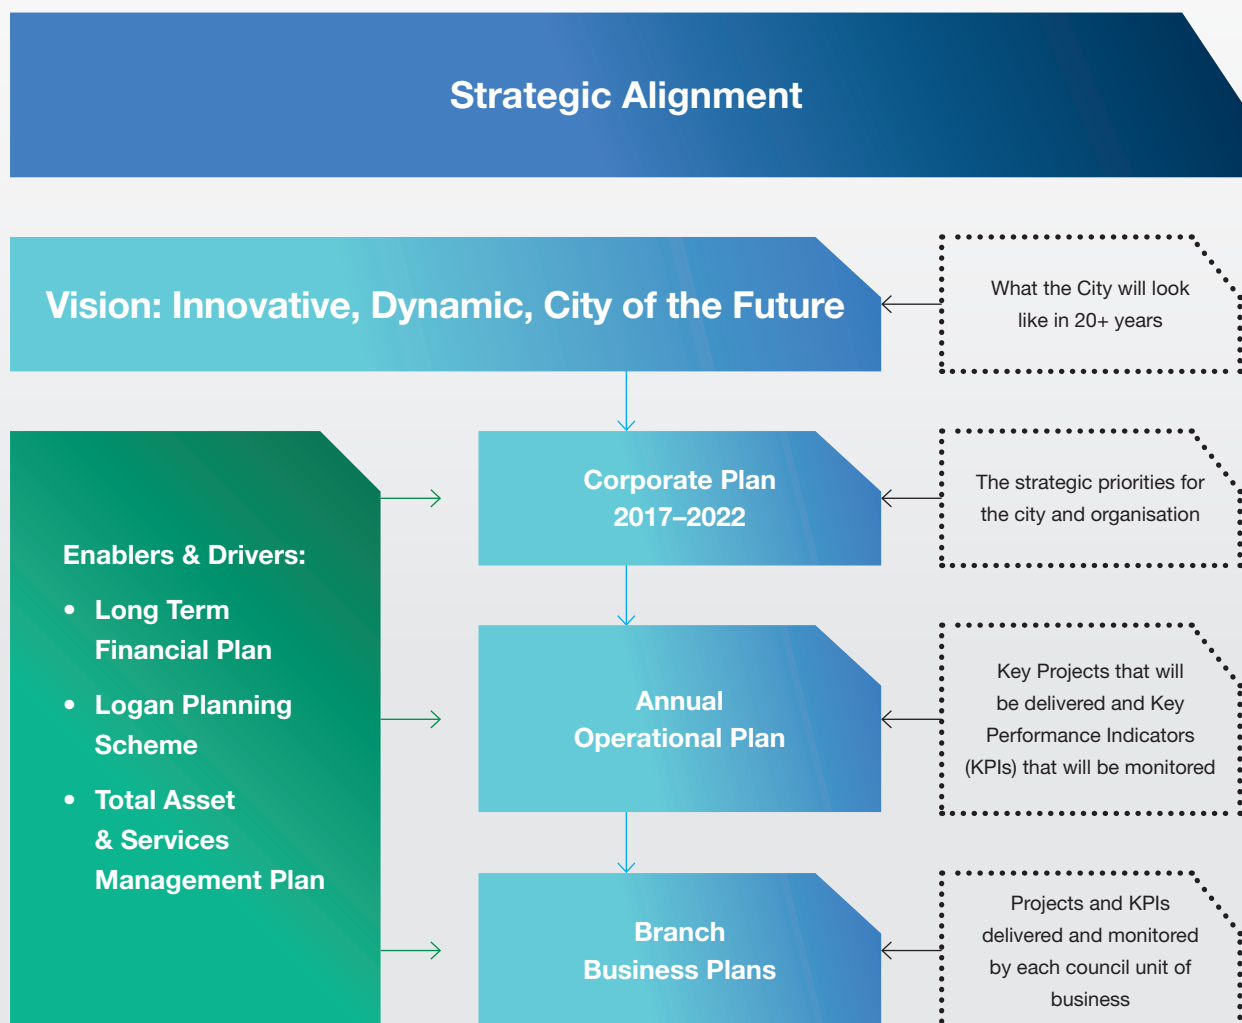 Strategic Alignment
Vision: Innovative, Dynamic, City of the Future
What the City will look
like in 20+ years
Enablers & Drivers:
• Long Term
Financial Plan
• Logan Planning
Scheme
• Total Asset
& Services
Management Plan
Corporate Plan
2017–2022
The strategic priorities for
the city and organisation
Annual
Operational Plan
Key Projects that will
be delivered and Key
Performance Indicators
(KPIs) that will be monitored
Branch
Business Plans
Projects and KPIs
delivered and monitored
by each council unit of
business